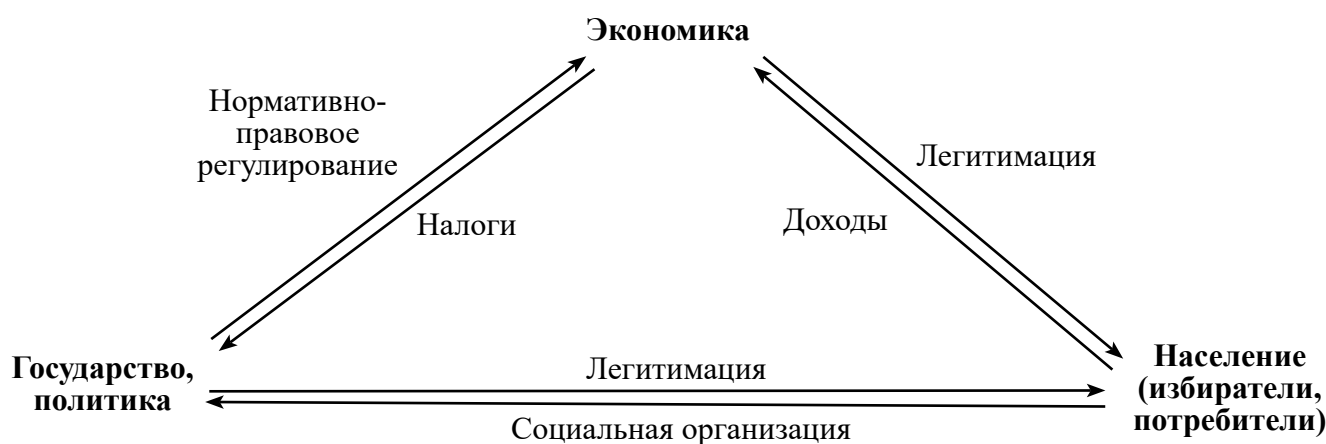 Экономика
Нормативно-
правовое
регулирование
Легитимация
Налоги
Доходы
Государство,
политика
Легитимация
Население
(избиратели,
потребители)
Социальная организация